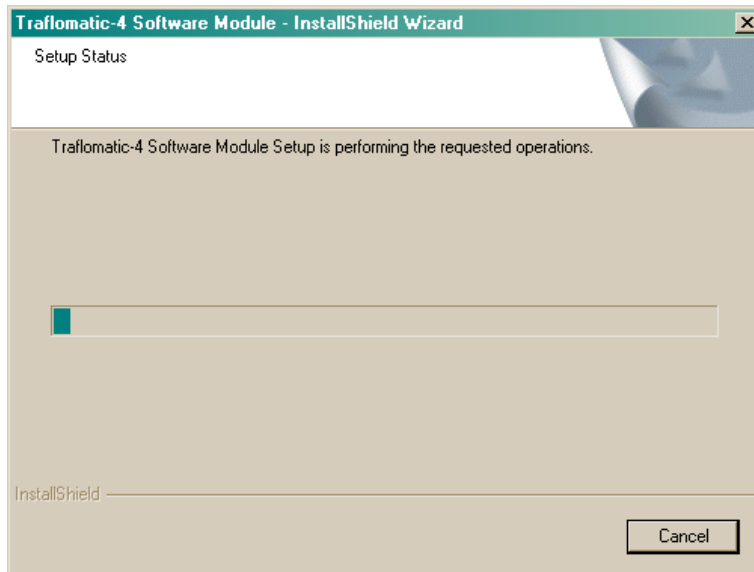 Traflomatic-4 Software Module - InstallShield Wizard
Setup Status
Traflomatic-4 Software Module Setup is performing the requested operations.
InstallShield
Cancel